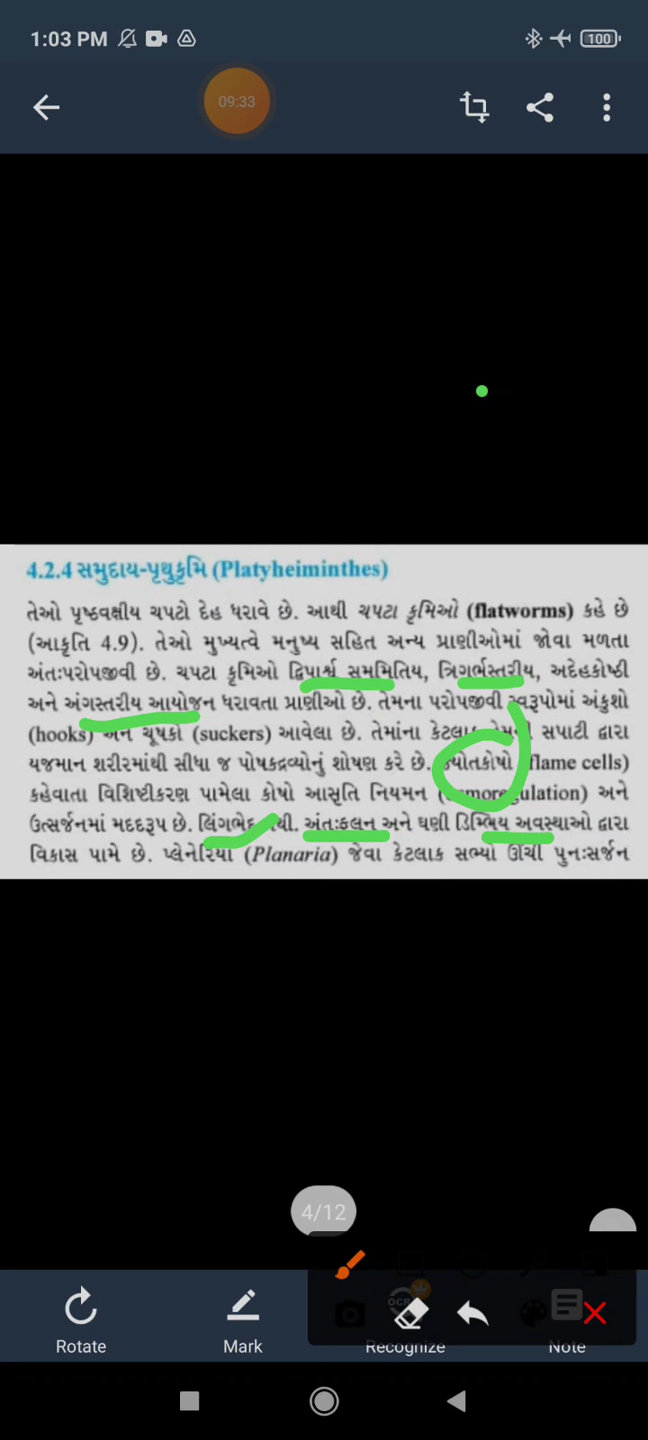 1:03 PM
100
09:33
4.2.4 સમુદાય-પૃથુકૃમિ (Platyheiminthes)
તેઓ પૃષ્ઠવક્ષીય ચપટો દેહ ધરાવે છે. આથી ચપટા કૃમિઓ (flatworms) કહે છે
(આકૃતિ 4.9). તેઓ મુખ્યત્વે મનુષ્ય સહિત અન્ય પ્રાણીઓમાં જોવા મળતા
અંતઃપરોપજીવી છે. ચપટા કૃમિઓ દ્વિપાર્શ્વ સમમિતિય, ત્રિગર્ભસ્તરીય, અદેહકોષ્ઠી
અને અંગસ્તરીય આયોજન ધરાવતા પ્રાણીઓ છે. તેમના પરોપજીવી સ્વરૂપોમાં અંકુશો
(hooks) અને ચૂષકો (suckers) આવેલા છે. તેમાંના કેટલાક સપાટી દ્વારા
યજમાન શરીરમાંથી સીધા જ પોષકદ્રવ્યોનું શોષણ કરે છે. જ્યોતકોષો (flame cells)
કહેવાતા વિશિષ્ટીકરણ પામેલા કોષો આસૃતિ નિયમન અને
ઉત્સર્જનમાં મદદરૂપ છે. લિંગભેદ નથી. અંતઃફલન અને ઘણી ડિમ્ભિય અવસ્થાઓ દ્વારા
વિકાસ પામે છે. પ્લેનેરિયા (Planaria) જેવા કેટલાક સભ્યો ઊંચી પુનઃસર્જન
4/12
Rotate
Mark
Recognize
Note